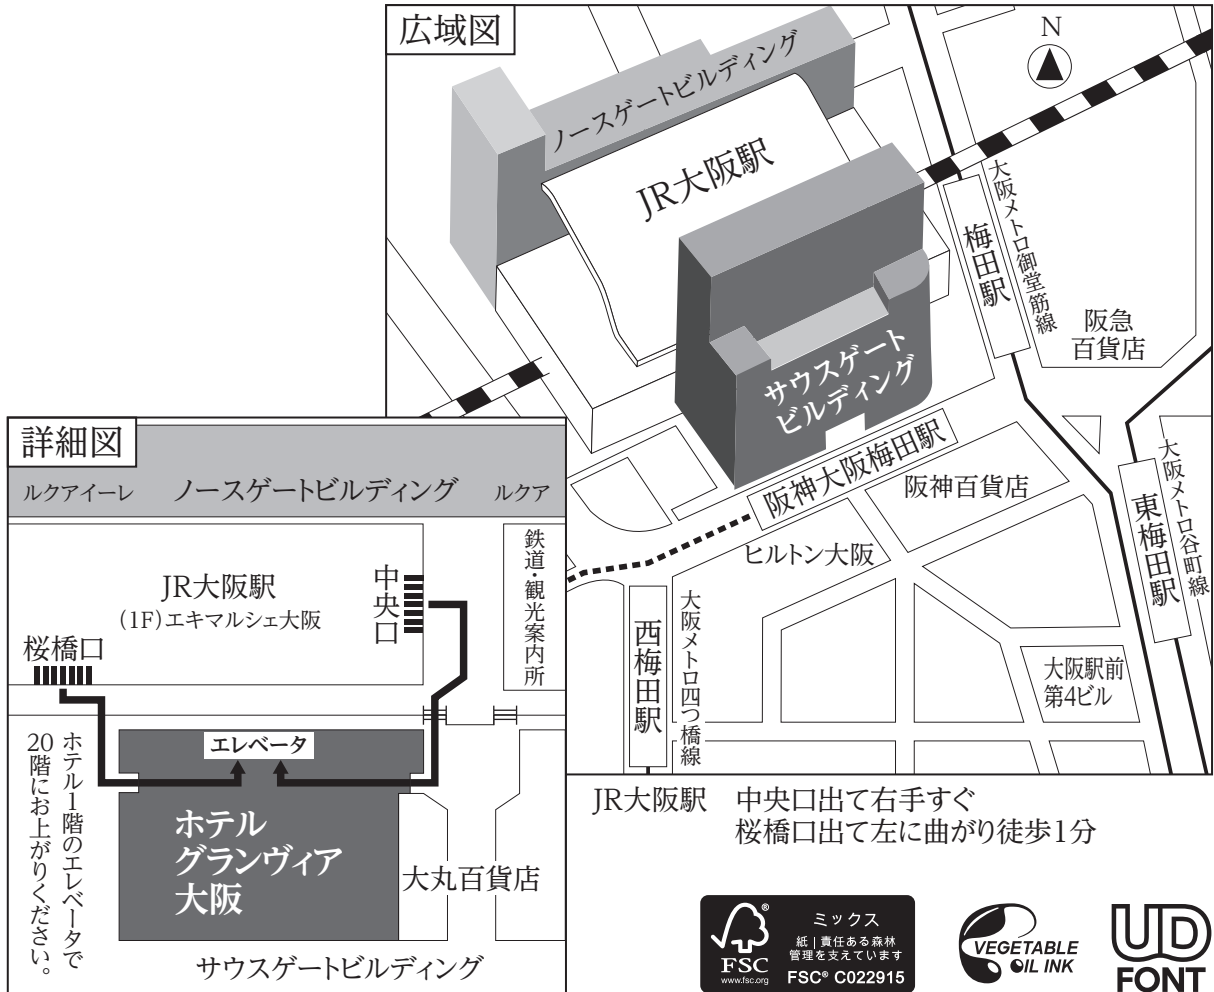 広域図
N
ノースゲートビルディング
JR大阪駅
大阪メトロ御堂筋線
梅田駅
阪急
百貨店
サウスゲート
ビルディング
阪神大阪梅田駅
阪神百貨店
大阪メトロ谷町線
東梅田駅
ヒルトン大阪
西梅田駅
大阪メトロ四つ橋線
大阪駅前
第4ビル
詳細図
ルクアイーレ
ノースゲートビルディング
ルクア
JR大阪駅
(1F)エキマルシェ大阪
中央口
鉄道・観光案内所
桜橋口
エレベータ
ホテル1階のエレベータで
20階にお上がりください。
ホテル
グランヴィア
大阪
大丸百貨店
サウスゲートビルディング
JR大阪駅 中央口出て右手すぐ
桜橋口出て左に曲がり徒歩1分
ミックス
紙|責任ある森林
管理を支えています
FSC® C022915
FSC
www.fsc.org
VEGETABLE
OIL INK
UD
FONT